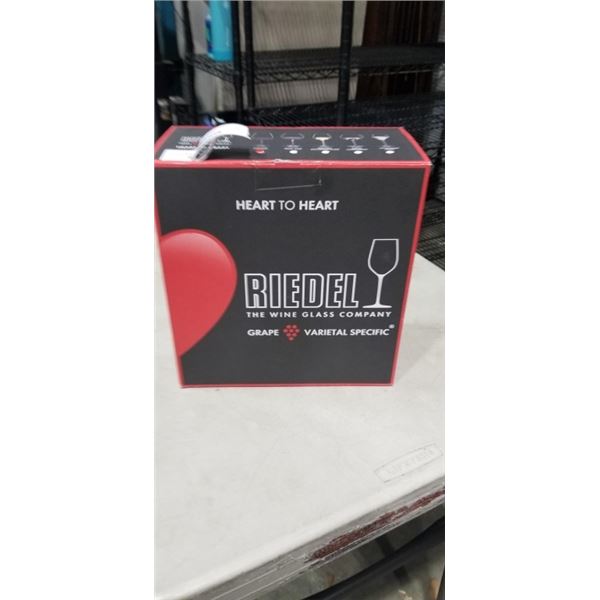 HEART TO HEART
RIEDEL
THE WINE GLASS COMPANY
GRAPE VARIETAL SPECIFIC®